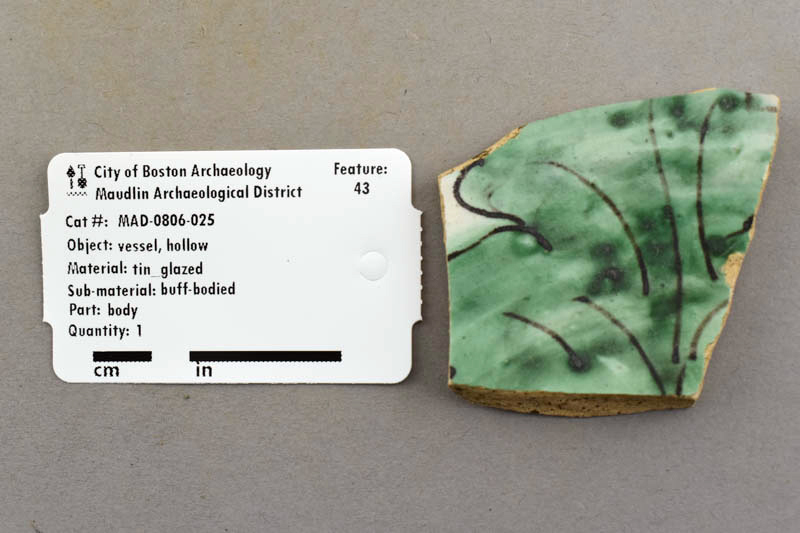 City of Boston Archaeology
Maudlin Archaeological District
Feature:
43
Cat #: MAD-0806-025
Object: vessel, hollow
Material: tin_glazed
Sub-material: buff-bodied
Part: body
Quantity: 1
cm in